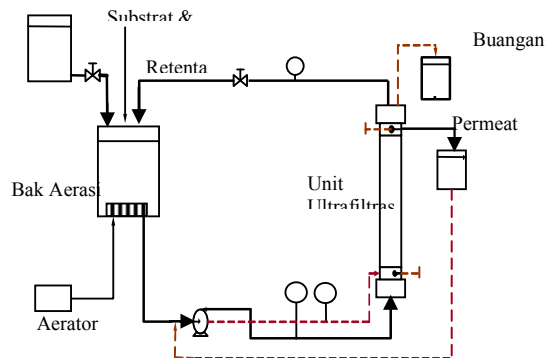 Substrat &
Buangan
Retenta
Permeat
Bak Aerasi
Unit
Ultrafiltras
Aerator